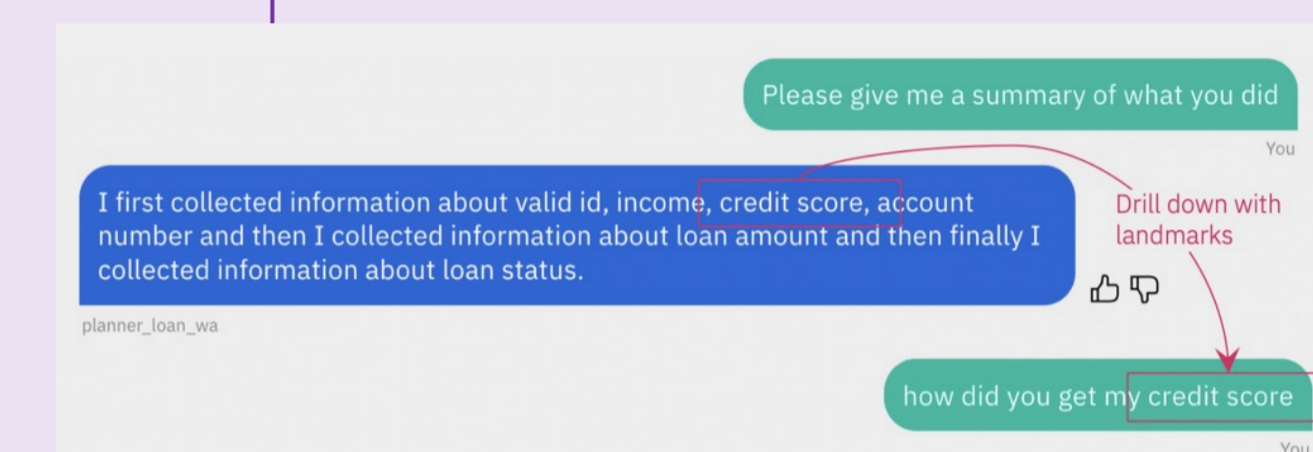 Please give me a summary of what you did
You
I first collected information about valid id, income, credit score, account
number and then I collected information about loan amount and then finally I
collected information about loan status.
Drill down with
landmarks
planner_loan_wa
how did you get my credit score
You